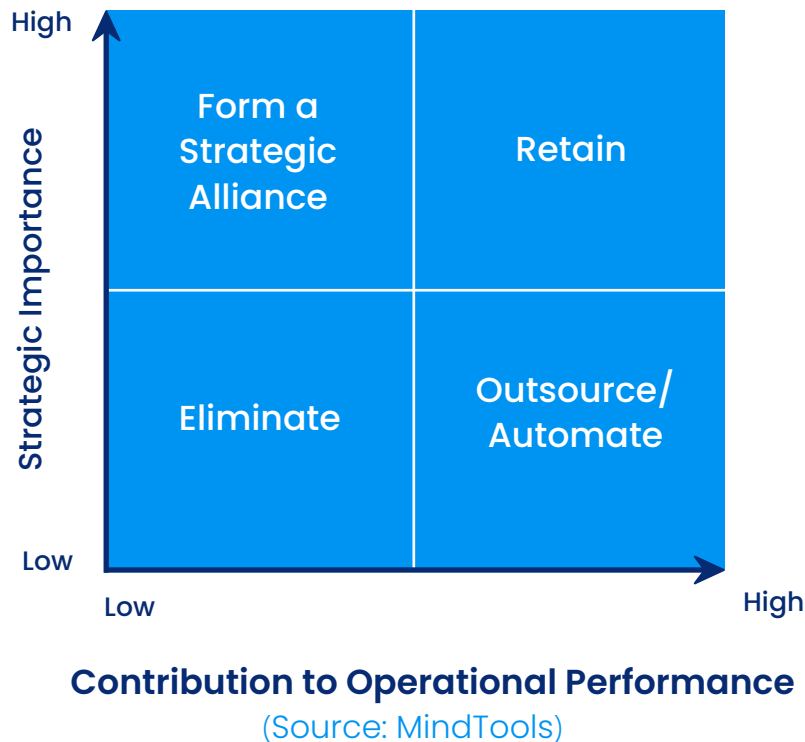 High
Form a
Strategic
Alliance
Retain
Strategic Importance
Eliminate
Outsource/
Automate
Low
Low
High
Contribution to Operational Performance
(Source: MindTools)